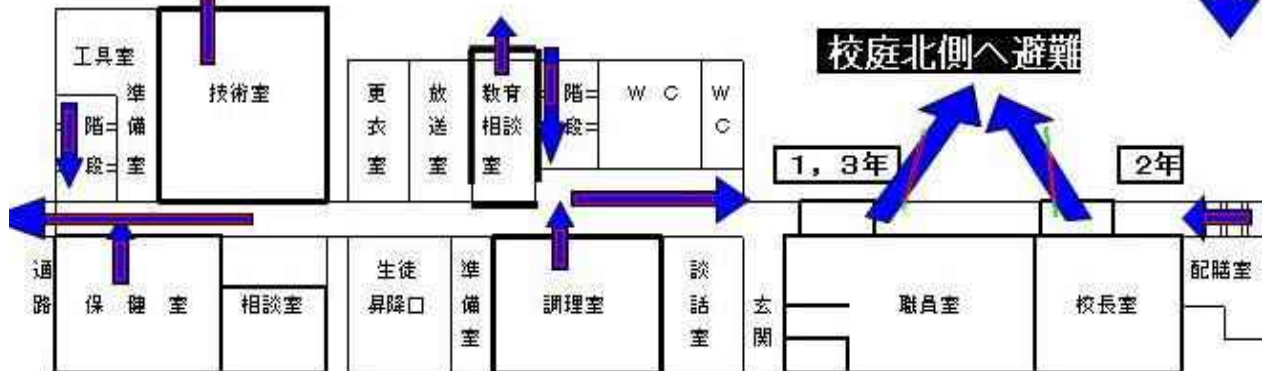 校庭北側へ避難
工具室
準備室
技術室
更衣室
放送室
教育相談室
階段
WC
WC
階段
1，3年
2年
通路
保健室
相談室
生徒昇降口
準備室
調理室
談話室
玄関
職員室
校長室
配膳室